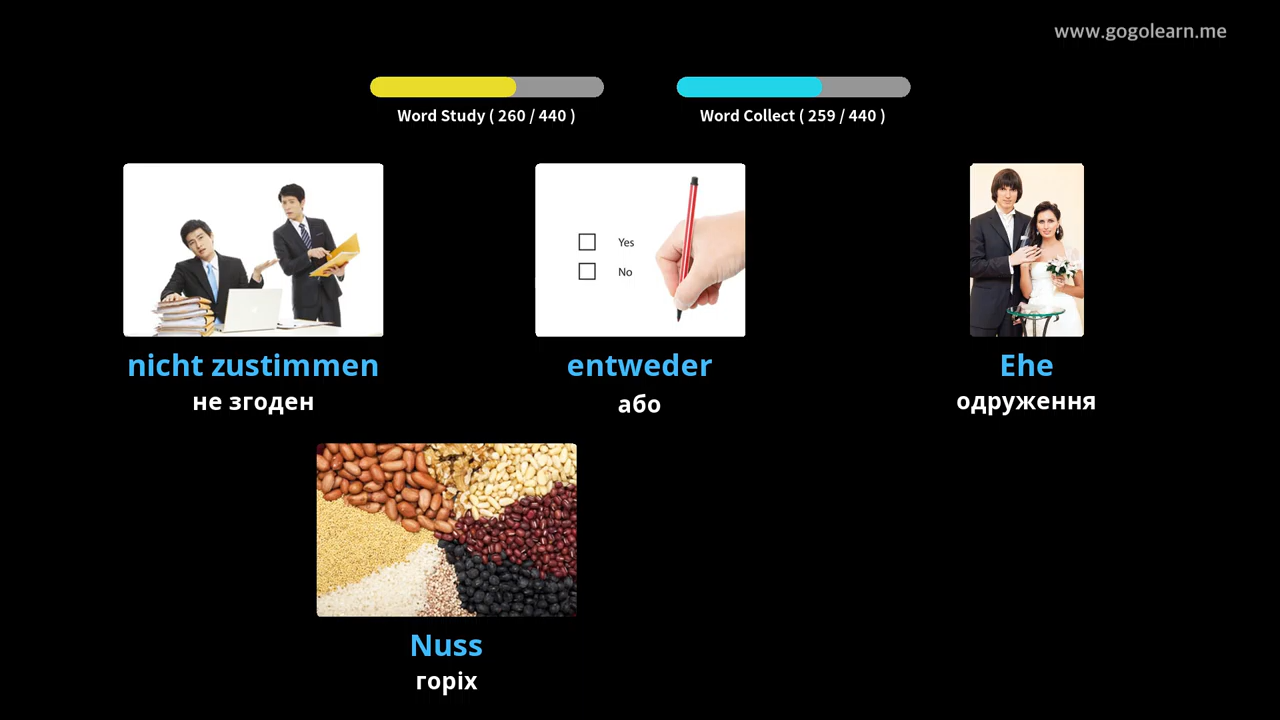 www.gogolearn.me
Word Study ( 260 / 440 )
Word Collect ( 259 / 440 )
Yes
No
nicht zustimmen
не згоден
entweder
або
Ehe
одруження
Nuss
горіх